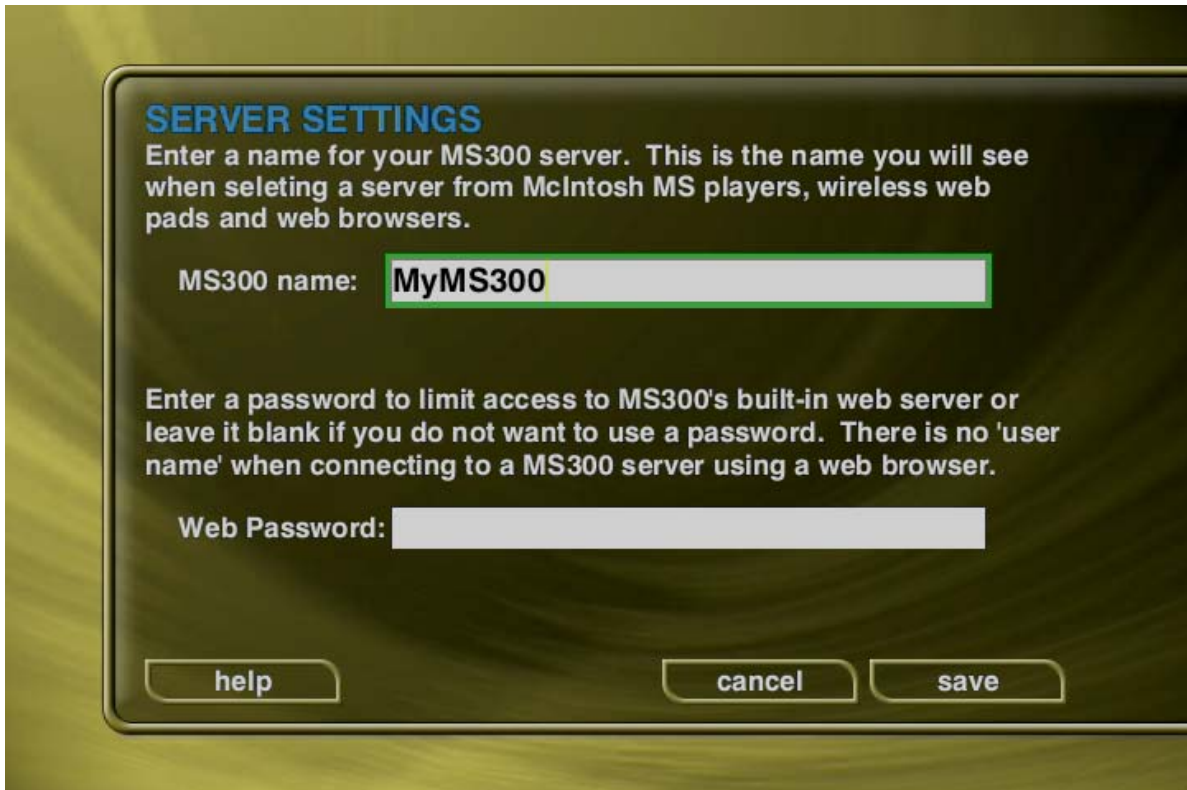 SERVER SETTINGS
Enter a name for your MS300 server.  This is the name you will see
when seleting a server from McIntosh MS players, wireless web
pads and web browsers.
MS300 name: MyMS300
Enter a password to limit access to MS300's built-in web server or
leave it blank if you do not want to use a password.  There is no 'user
name' when connecting to a MS300 server using a web browser.
Web Password:
help cancel save